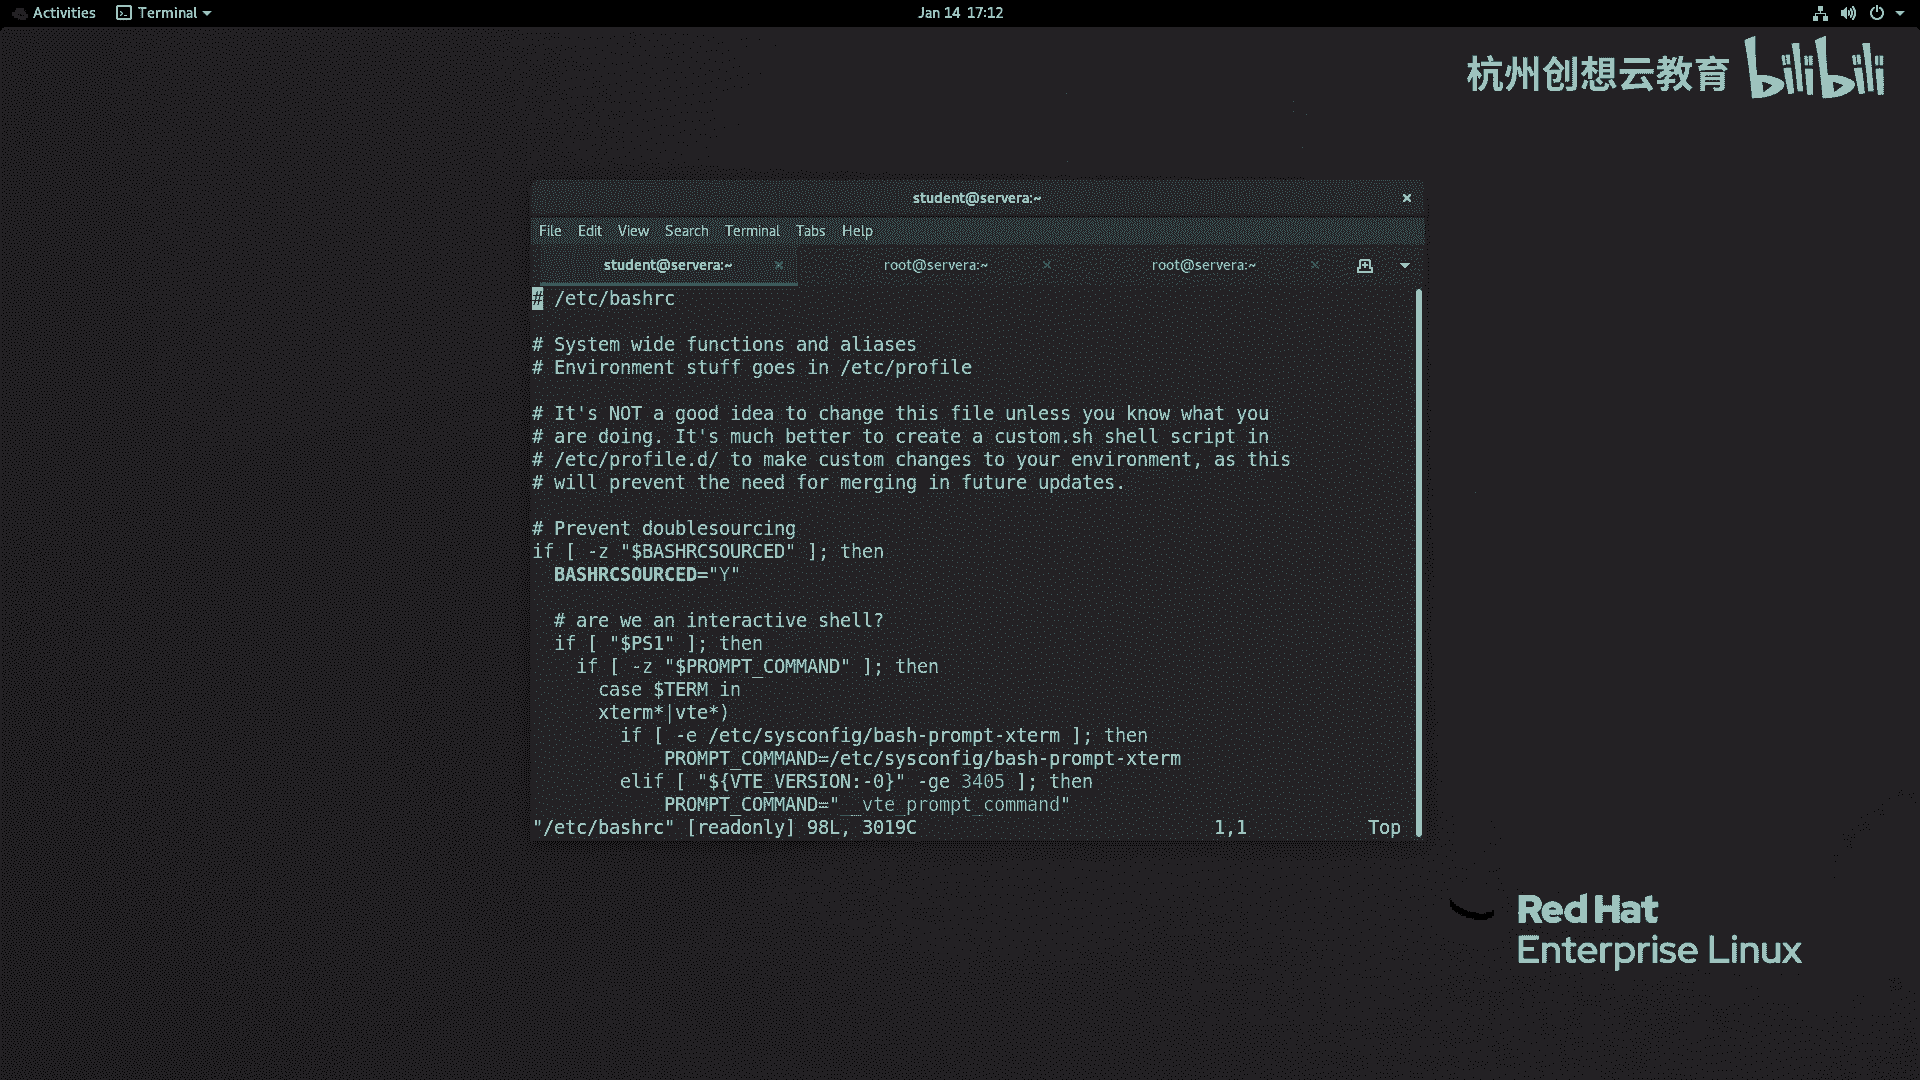 Activities Terminal Jan 14 17:12
杭州创想云教育 bilibili
student@servera:~
File Edit View Search Terminal Tabs Help
student@servera:~ root@servera:~ root@servera:~
# /etc/bashrc
# System wide functions and aliases
# Environment stuff goes in /etc/profile
# It's NOT a good idea to change this file unless you know what you
# are doing. It's much better to create a custom.sh shell script in
# /etc/profile.d/ to make custom changes to your environment, as this
# will prevent the need for merging in future updates.
# Prevent doublesourcing
if [ -z "$BASHRCSOURCED" ]; then
  BASHRCSOURCED="Y"
  # are we an interactive shell?
  if [ "$PS1" ]; then
    if [ -z "$PROMPT_COMMAND" ]; then
      case $TERM in
      xterm*|vte*)
        if [ -e /etc/sysconfig/bash-prompt-xterm ]; then
            PROMPT_COMMAND=/etc/sysconfig/bash-prompt-xterm
        elif [ "${VTE_VERSION:-0}" -ge 3405 ]; then
            PROMPT_COMMAND="__vte_prompt_command"
"/etc/bashrc" [readonly] 98L, 3019C 1,1 Top
Red Hat
Enterprise Linux